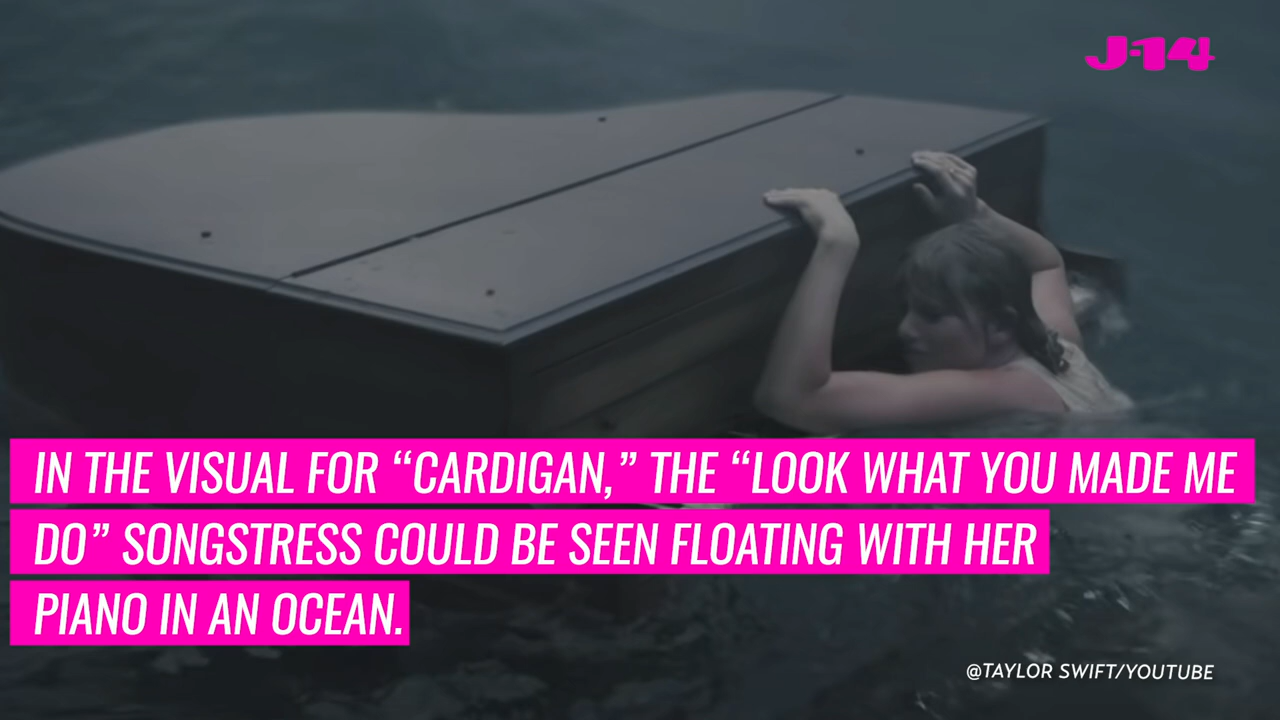 J-14
IN THE VISUAL FOR “CARDIGAN,” THE “LOOK WHAT YOU MADE ME
DO” SONGSTRESS COULD BE SEEN FLOATING WITH HER
PIANO IN AN OCEAN.
@TAYLOR SWIFT/YOUTUBE